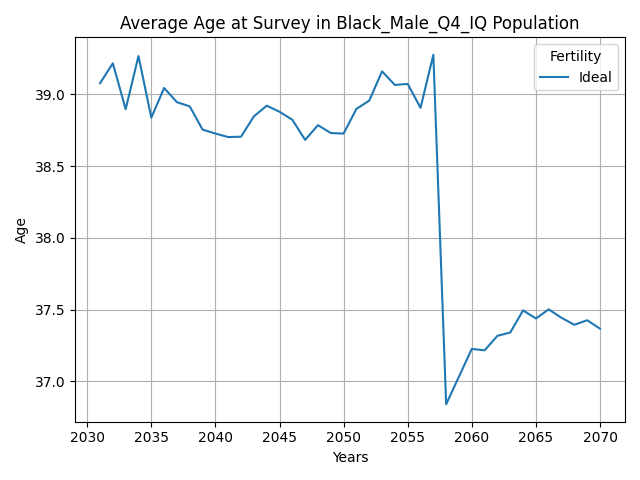 Average Age at Survey in Black_Male_Q4_IQ Population
Fertility
Ideal
Age
39.0
38.5
38.0
37.5
37.0
2030 2035 2040 2045 2050 2055 2060 2065 2070
Years